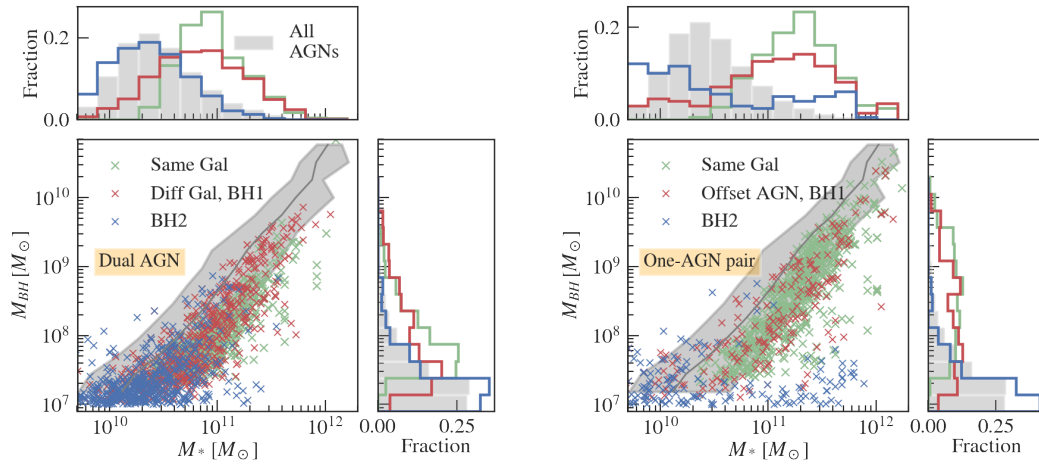 Fraction
0.2
0.0
All
AGNs
M_BH [M_⊙]
10^10
10^9
10^8
10^7
Same Gal
Diff Gal, BH1
BH2
Dual AGN
10^10
10^11
10^12
M_* [M_⊙]
0.00
0.25
Fraction
Fraction
0.2
0.0
M_BH [M_⊙]
10^10
10^9
10^8
10^7
Same Gal
Offset AGN, BH1
BH2
One-AGN pair
10^10
10^11
10^12
M_* [M_⊙]
0.00
0.25
Fraction